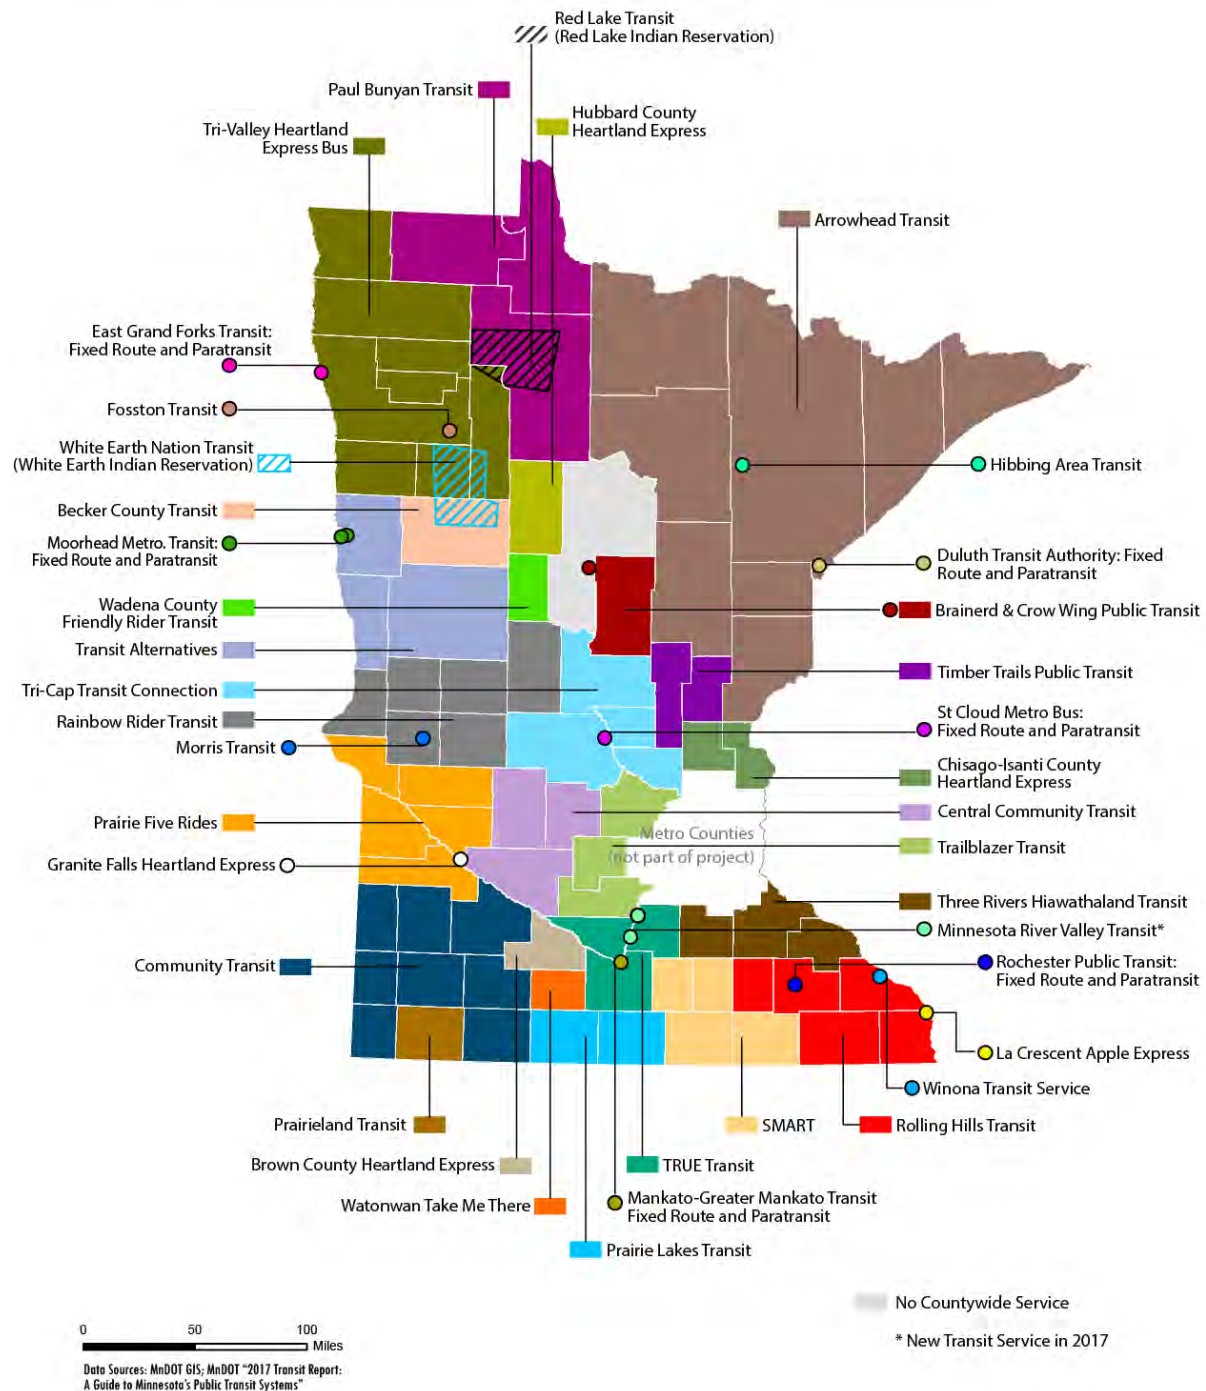 Red Lake Transit
(Red Lake Indian Reservation)
Paul Bunyan Transit
Hubbard County
Heartland Express
Tri-Valley Heartland
Express Bus
Arrowhead Transit
East Grand Forks Transit:
Fixed Route and Paratransit
Fosston Transit
White Earth Nation Transit
(White Earth Indian Reservation)
Hibbing Area Transit
Becker County Transit
Moorhead Metro. Transit:
Fixed Route and Paratransit
Duluth Transit Authority: Fixed
Route and Paratransit
Wadena County
Friendly Rider Transit
Brainerd & Crow Wing Public Transit
Transit Alternatives
Timber Trails Public Transit
Tri-Cap Transit Connection
Rainbow Rider Transit
St Cloud Metro Bus:
Fixed Route and Paratransit
Morris Transit
Chisago-Isanti County
Heartland Express
Central Community Transit
Prairie Five Rides
Metro Counties
(not part of project)
Trailblazer Transit
Granite Falls Heartland Express
Three Rivers Hiawathaland Transit
Minnesota River Valley Transit*
Community Transit
Rochester Public Transit:
Fixed Route and Paratransit
La Crescent Apple Express
Winona Transit Service
Prairieland Transit
SMART
Rolling Hills Transit
Brown County Heartland Express
TRUE Transit
Watonwan Take Me There
Mankato-Greater Mankato Transit
Fixed Route and Paratransit
Prairie Lakes Transit
No Countywide Service
* New Transit Service in 2017
0 50 100
Miles
Data Sources: MnDOT GIS; MnDOT "2017 Transit Report:
A Guide to Minnesota's Public Transit Systems"